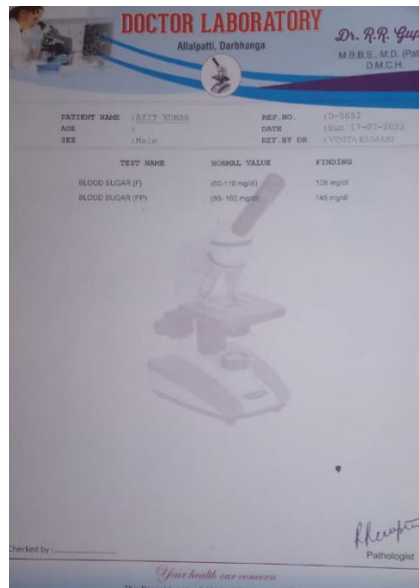 DOCTOR LABORATORY
Allalpatti, Darbhanga
Dr. R.R. Gup
M.B.B.S., M.D. (Pat
D.M.C.H.
PATIENT NAME : AJIT KUMAR REF.NO. : D-5652
AGE : DATE : Sun 17-07-2022
SEX : Male REF.BY DR. : VINITA KUMARI
TEST NAME NORMAL VALUE FINDING
BLOOD SUGAR (F) (60-110 mg/dl) 108 mg/dl
BLOOD SUGAR (PP) mg/dl) 145 mg/dl
Checked by :
Pathologist
Your health our concern